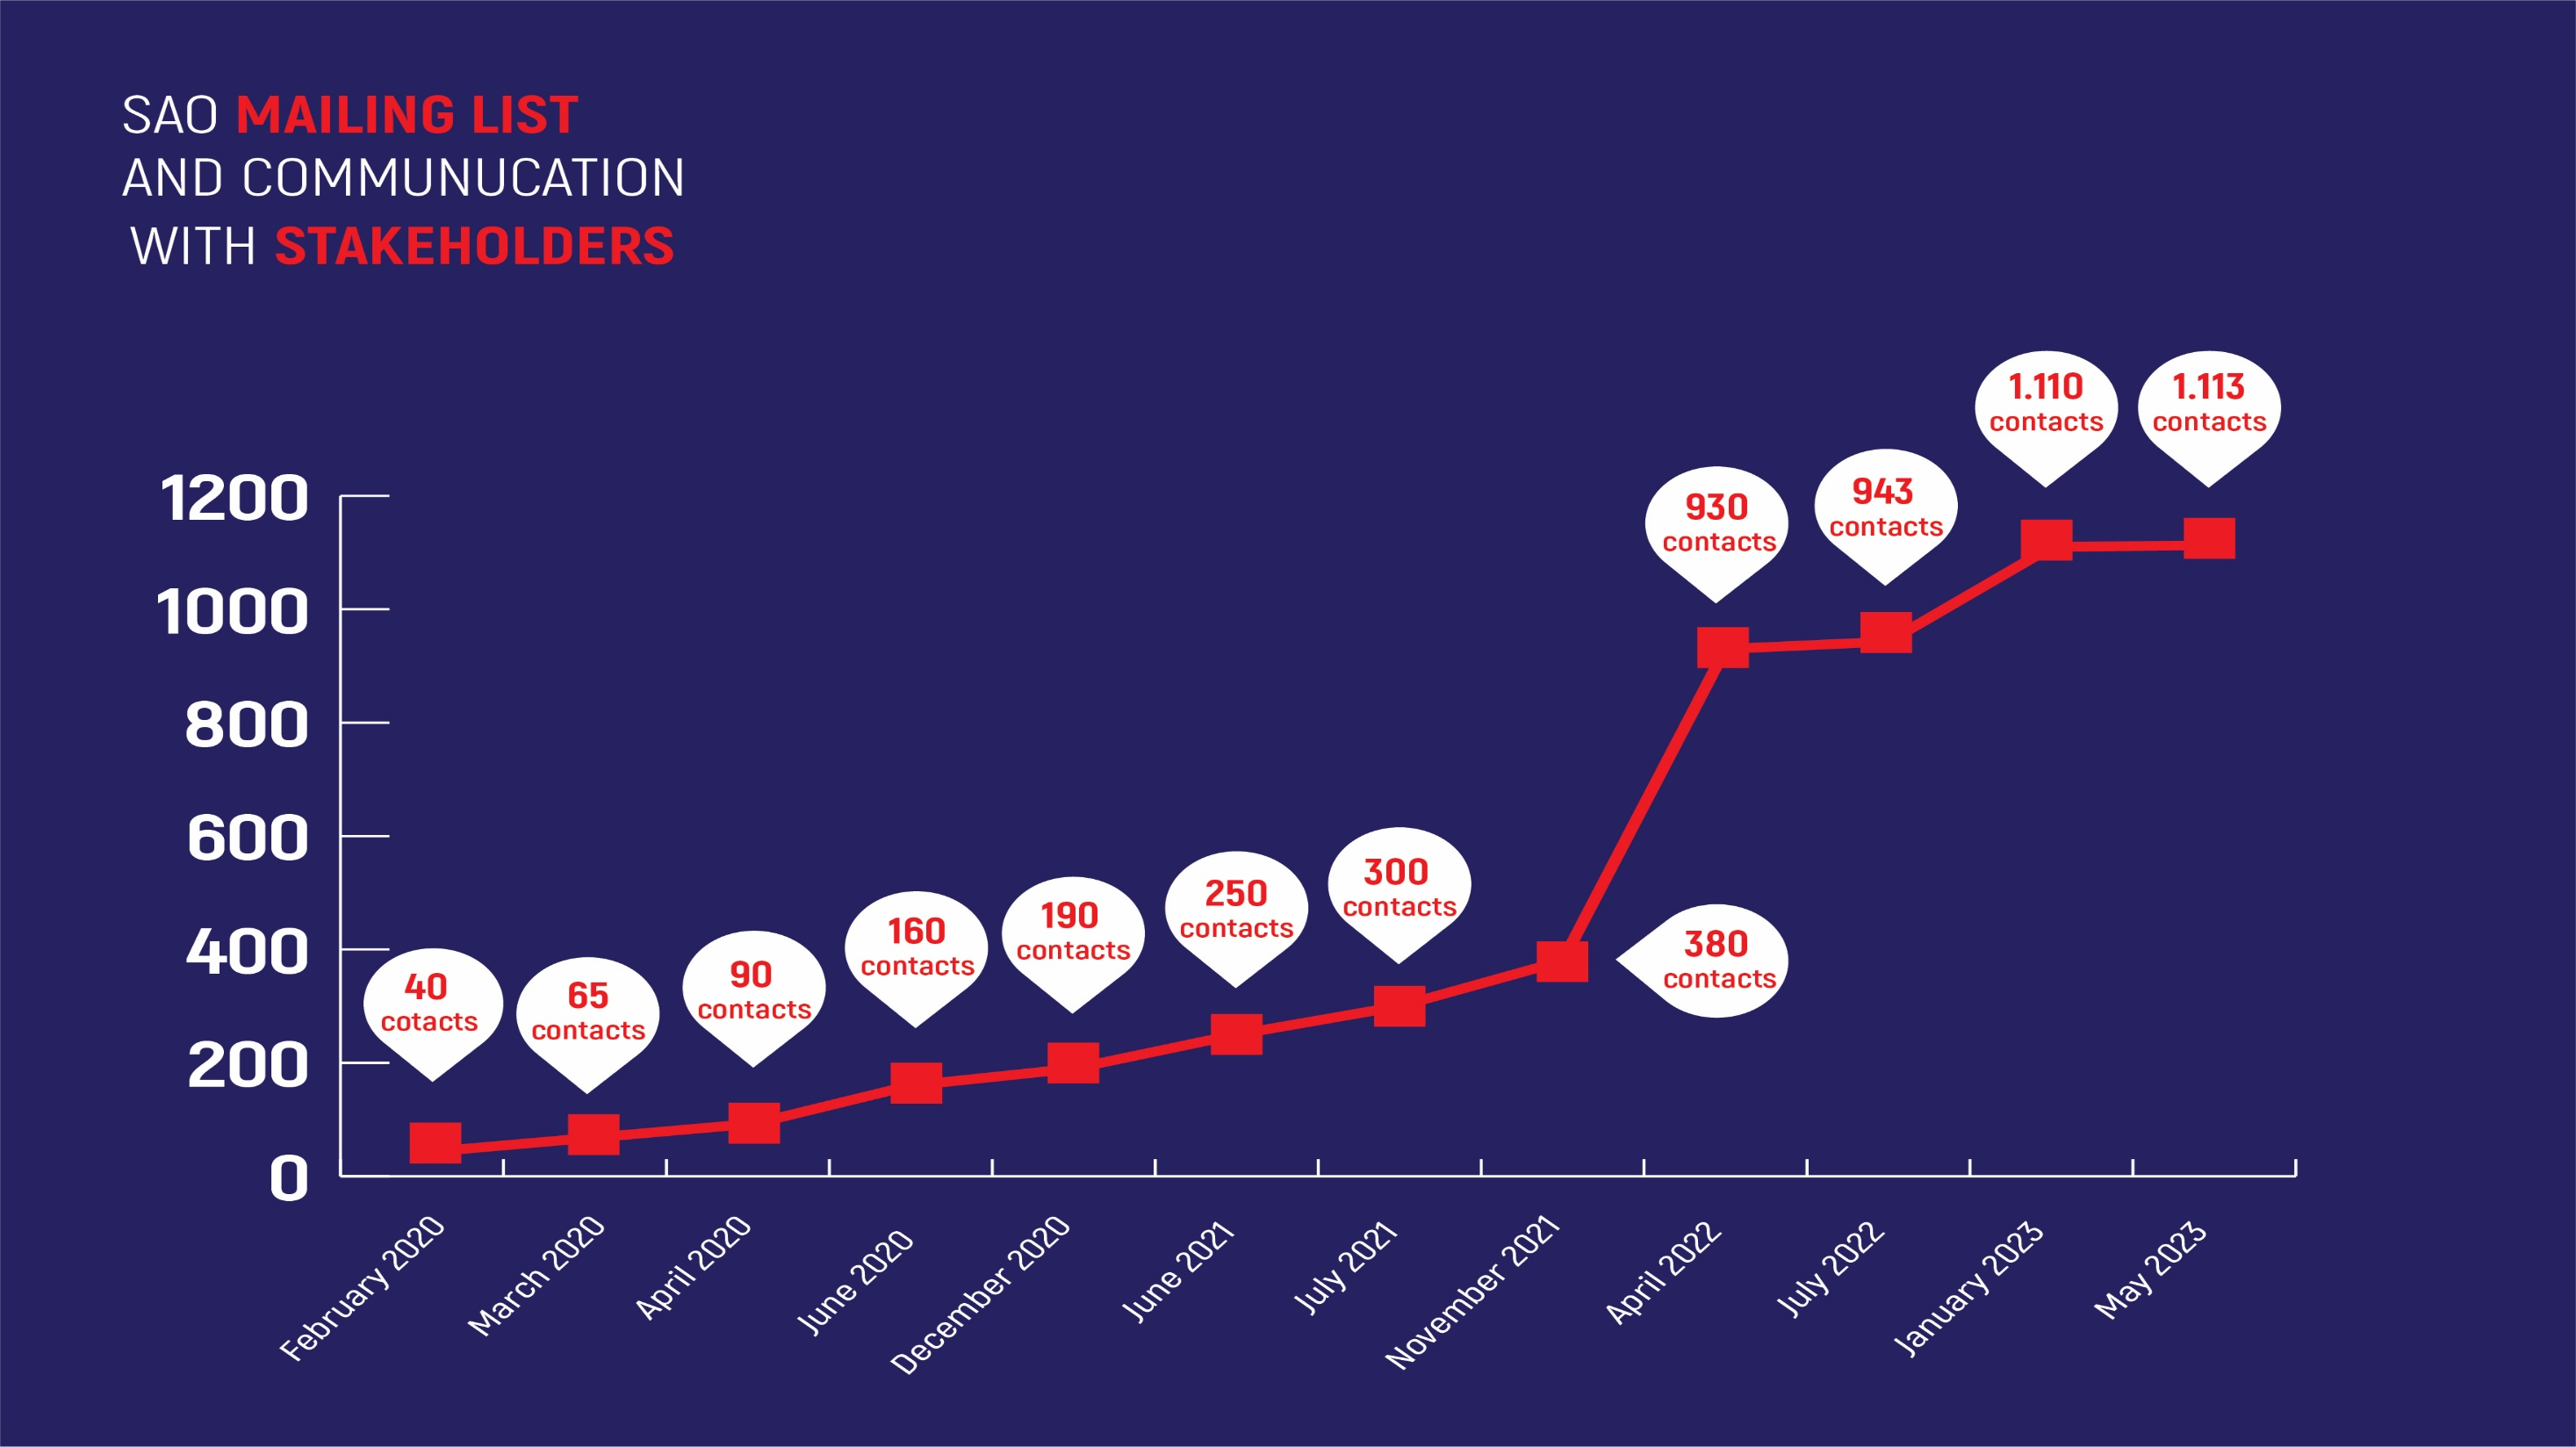 SAO MAILING LIST
AND COMMUNUCATION
WITH STAKEHOLDERS
1.110
contacts
1.113
contacts
930
contacts
943
contacts
300
contacts
250
contacts
160
contacts
190
contacts
380
contacts
40
cotacts
65
contacts
90
contacts
1200
1000
800
600
400
200
0
February 2020
March 2020
April 2020
June 2020
December 2020
June 2021
July 2021
November 2021
April 2022
July 2022
January 2023
May 2023